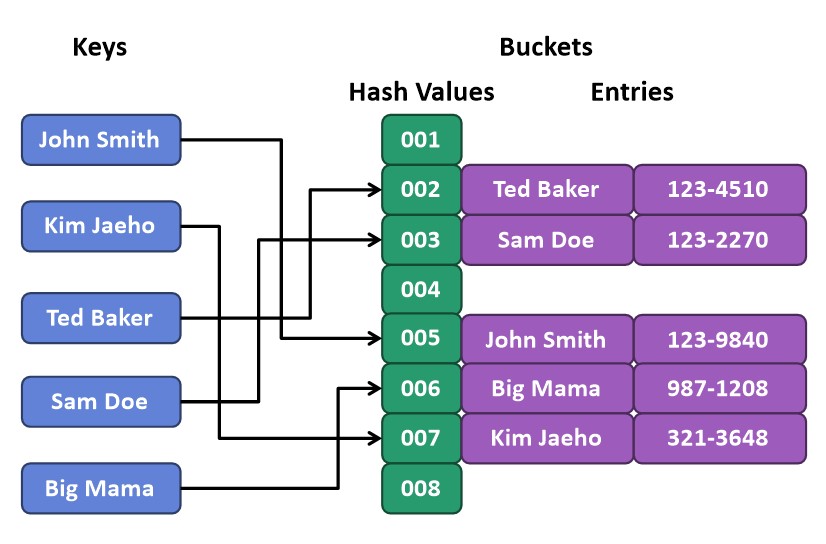 Keys
Buckets
Hash Values
Entries
John Smith
Kim Jaeho
Ted Baker
Sam Doe
Big Mama
001
002 Ted Baker 123-4510
003 Sam Doe 123-2270
004
005 John Smith 123-9840
006 Big Mama 987-1208
007 Kim Jaeho 321-3648
008